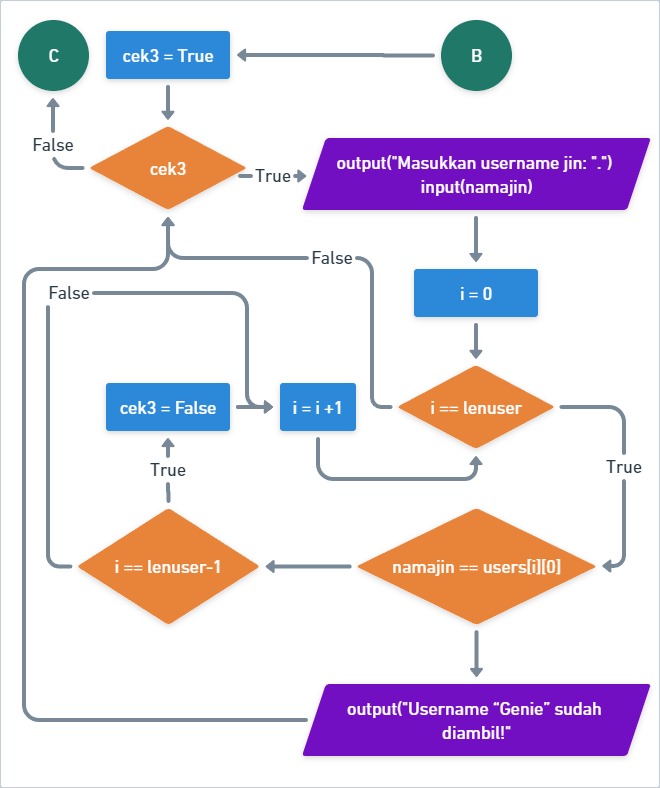 C
cek3 = True
B
False
cek3
True
output("Masukkan username jin: ".")
input(namajin)
False
i = 0
False
cek3 = False
i = i +1
i == lenuser
True
True
i == lenuser-1
namajin == users[i][0]
output("Username “Genie” sudah
diambil!"